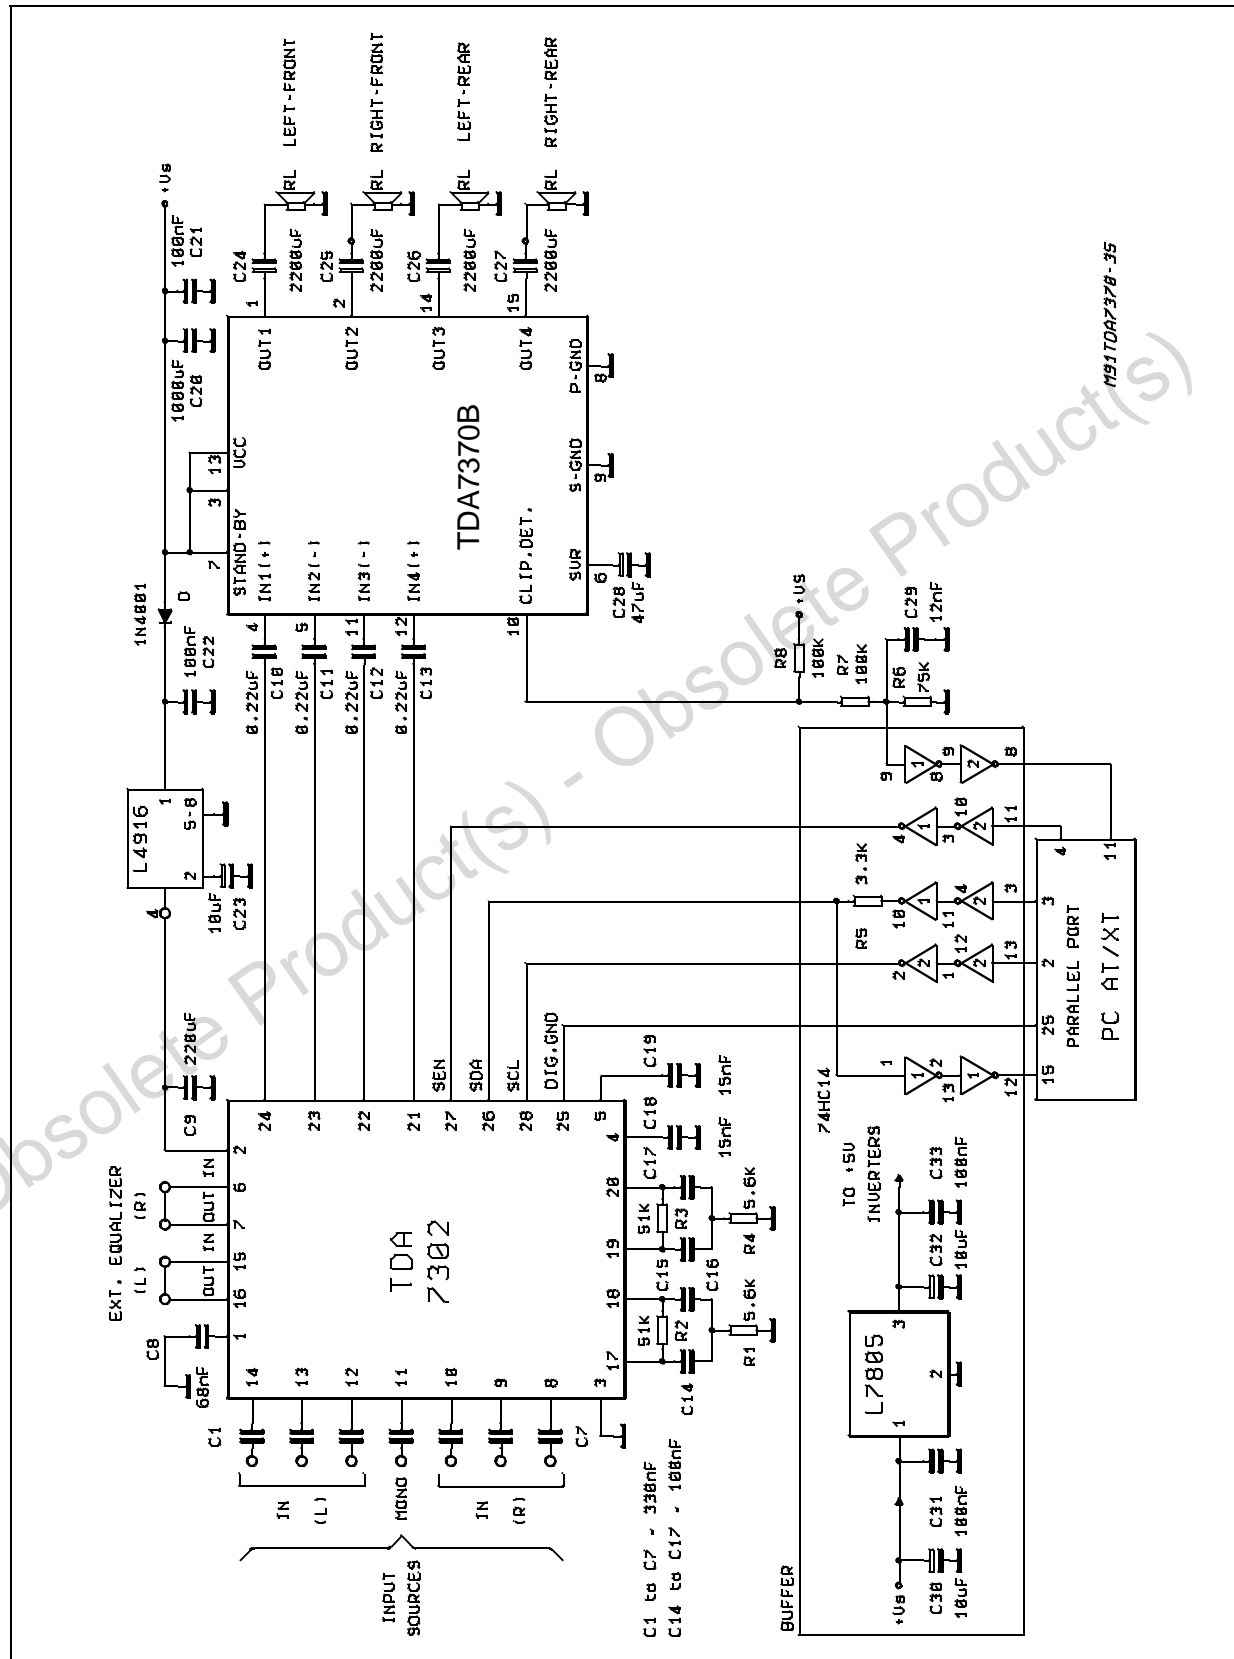 EXT. EQUALIZER
(L)
(R)
OUT
IN
OUT
IN
C8
68nF
1
16
15
7
6
2
C9
220uF
4
L4916
2
1
S-8
10uF
C23
100nF
C22
1N4001
D
1000uF
C20
100nF
C21
+Vs
INPUT
SOURCES
IN
(L)
MONO
IN
(R)
C1
C7
14
13
12
11
10
9
8
3
TDA
7302
24
23
22
21
SEN
27
SDA
26
SCL
28
DIG.GND
25
5
17
18
19
20
4
0.22uF
C10
0.22uF
C11
0.22uF
C12
0.22uF
C13
4
5
11
12
10
7
3
13
STAND-BY
VCC
IN1(+)
IN2(-)
IN3(-)
IN4(+)
CLIP.DET.
TDA7370B
OUT1
OUT2
OUT3
OUT4
SVR
S-GND
P-GND
6
9
8
C28
47uF
1
2
14
15
C24
2200uF
C25
2200uF
C26
2200uF
C27
2200uF
RL
LEFT-FRONT
RL
RIGHT-FRONT
RL
LEFT-REAR
RL
RIGHT-REAR
C14
51K
R2
C15
C16
51K
R3
C17
C18
15nF
C19
15nF
R1
5.6K
R4
5.6K
C1 to C7 - 330nF
C14 to C17 - 100nF
BUFFER
+Vs
C30
10uF
C31
100nF
1
L7805
3
2
C32
10uF
C33
100nF
TO +5V
INVERTERS
74HC14
1
1
2
13
1
12
2
2
1
2
12
13
R5
3.3K
10
1
11
4
2
3
4
1
3
10
2
11
9
1
8
9
2
8
R8
100K
+VS
R7
100K
R6
75K
C29
12nF
15
25
2
3
4
11
PARALLEL PORT
PC AT/XT
M91TDA7370-35
Obsolete Product(s) - Obsolete Product(s)